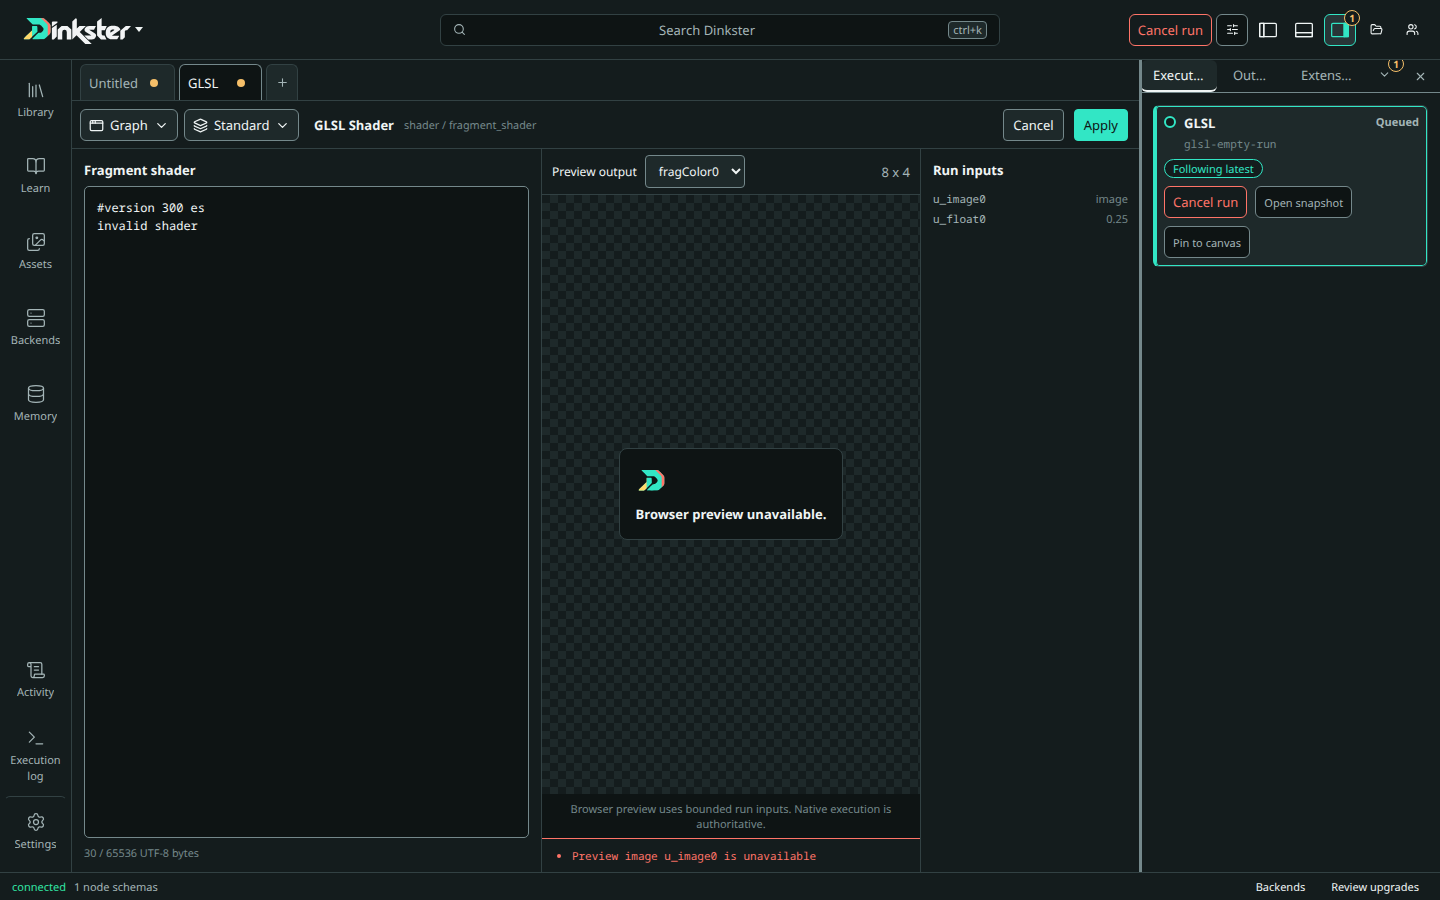 Dinkster
Search Dinkster
ctrl+k
Cancel run
1
Library
Learn
Assets
Backends
Memory
Activity
Execution
log
Settings
Untitled
GLSL
Graph
Standard
GLSL Shader
shader / fragment_shader
Cancel
Apply
Fragment shader
#version 300 es
invalid shader
30 / 65536 UTF-8 bytes
Preview output
fragColor0
8 x 4
Browser preview unavailable.
Browser preview uses bounded run inputs. Native execution is
authoritative.
• Preview image u_image0 is unavailable
Run inputs
u_image0 image
u_float0 0.25
Execut...
Out...
Extens...
1
GLSL
Queued
glsl-empty-run
Following latest
Cancel run
Open snapshot
Pin to canvas
connected
1 node schemas
Backends
Review upgrades